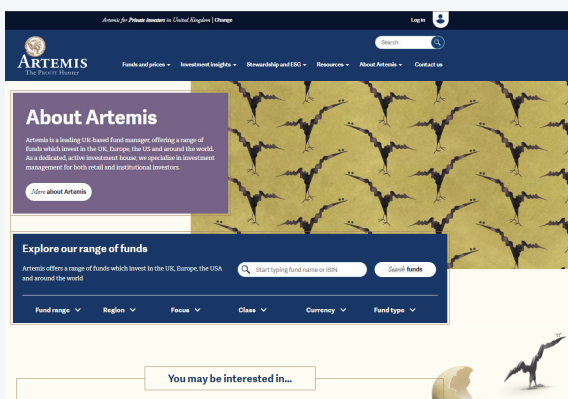 Artemis for Private Investors in United Kingdom | Change
Log in
Search
ARTEMIS
The PROFIT Hunter
Funds and prices
Investment insights
Stewardship and ESG
Resources
About Artemis
Contact us
About Artemis
Artemis is a leading UK-based fund manager, offering a range of
funds which invest in the UK, Europe, the US and around the world.
As a dedicated, active investment house, we specialise in investment
management for both retail and institutional investors.
More about Artemis
Explore our range of funds
Artemis offers a range of funds which invest in the UK, Europe, the USA
and around the world
Start typing fund name or ISIN
Search funds
Fund range
Region
Focus
Class
Currency
Fund type
You may be interested in...